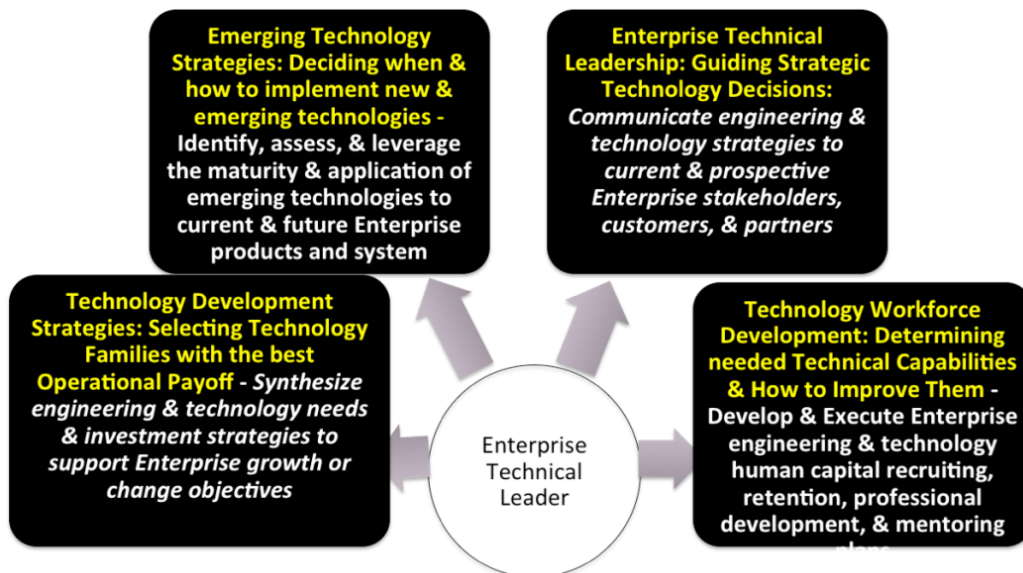 Emerging Technology
Strategies: Deciding when &
how to implement new &
emerging technologies -
Identify, assess, & leverage
the maturity & application of
emerging technologies to
current & future Enterprise
products and system
Enterprise Technical
Leadership: Guiding Strategic
Technology Decisions:
Communicate engineering &
technology strategies to
current & prospective
Enterprise stakeholders,
customers, & partners
Technology Development
Strategies: Selecting Technology
Families with the best
Operational Payoff - Synthesize
engineering & technology needs
& investment strategies to
support Enterprise growth or
change objectives
Technology Workforce
Development: Determining
needed Technical Capabilities
& How to Improve Them -
Develop & Execute Enterprise
engineering & technology
human capital recruiting,
retention, professional
development, & mentoring
plans
Enterprise
Technical
Leader